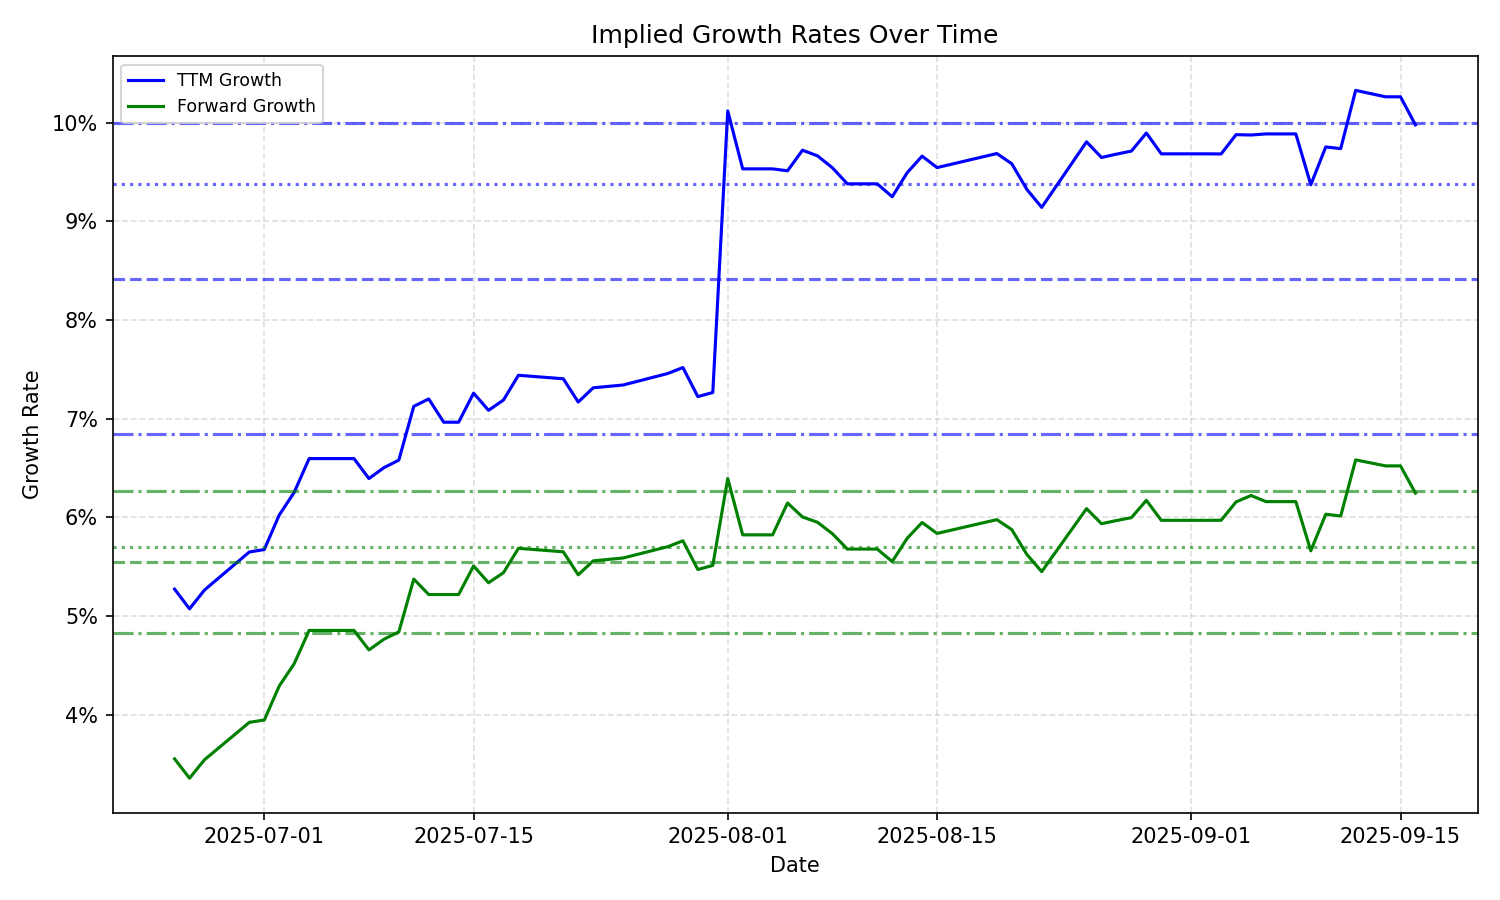 Implied Growth Rates Over Time
TTM Growth
Forward Growth
10%
9%
8%
7%
6%
5%
4%
Growth Rate
2025-07-01
2025-07-15
2025-08-01
2025-08-15
2025-09-01
2025-09-15
Date